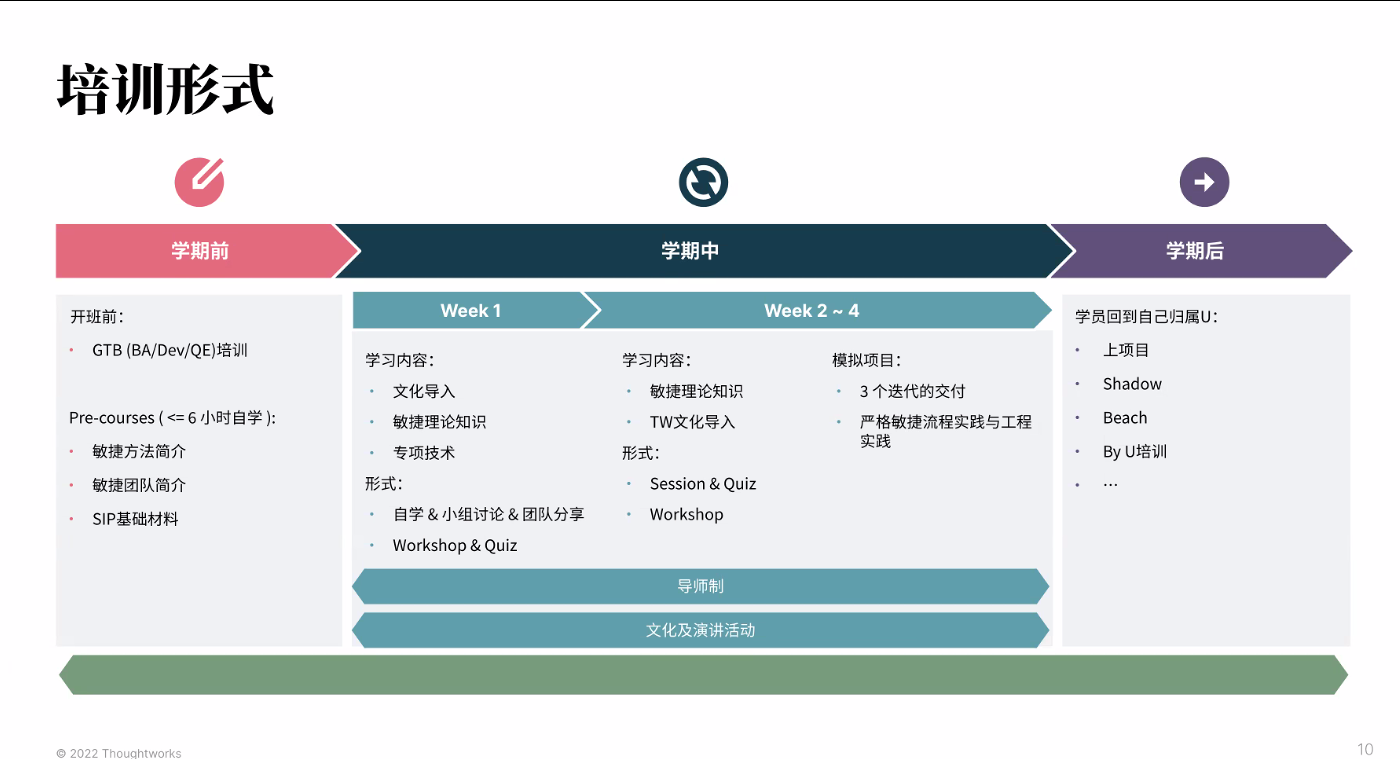 培训形式
学期前
学期中
学期后
开班前：
• GTB (BA/Dev/QE)培训
Pre-courses ( <= 6 小时自学 ):
• 敏捷方法简介
• 敏捷团队简介
• SIP基础材料
Week 1
学习内容：
• 文化导入
• 敏捷理论知识
• 专项技术
形式：
• 自学 & 小组讨论 & 团队分享
• Workshop & Quiz
Week 2 ~ 4
学习内容：
• 敏捷理论知识
• TW文化导入
形式：
• Session & Quiz
• Workshop
模拟项目：
• 3 个迭代的交付
• 严格敏捷流程实践与工程
实践
导师制
文化及演讲活动
学员回到自己归属U：
• 上项目
• Shadow
• Beach
• By U培训
• …
© 2022 Thoughtworks
10